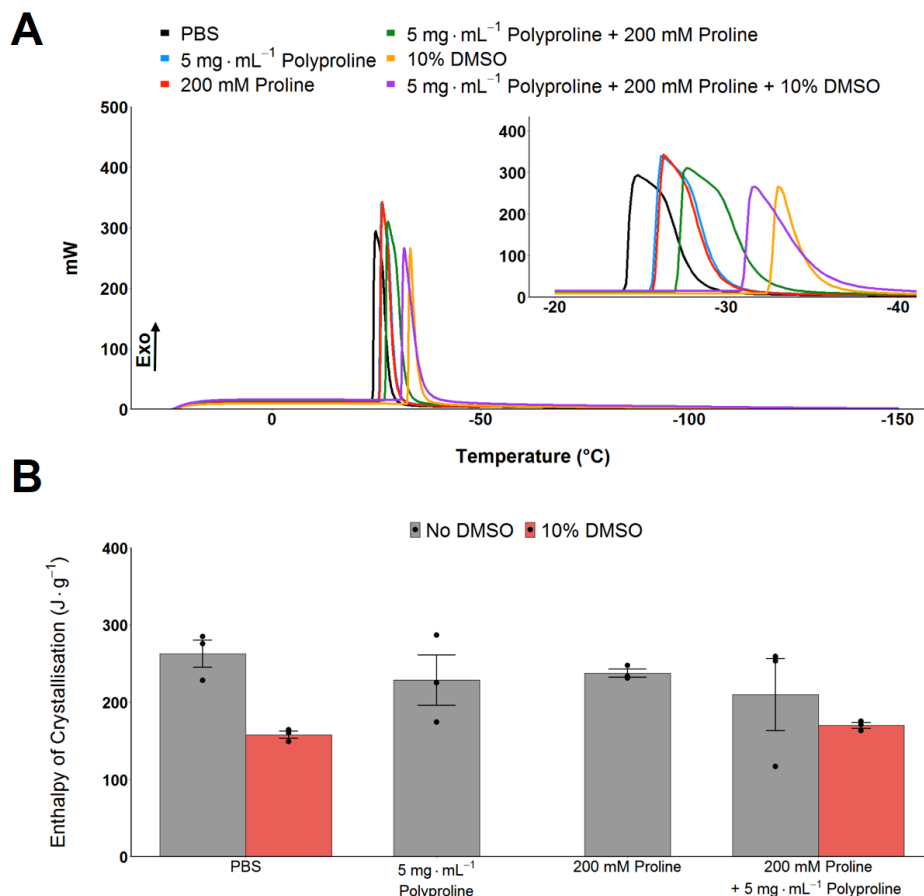 A
PBS
5 mg · mL⁻¹ Polyproline + 200 mM Proline
5 mg · mL⁻¹ Polyproline
10% DMSO
200 mM Proline
5 mg · mL⁻¹ Polyproline + 200 mM Proline + 10% DMSO
500
400
300
200
100
0
mW
Exo
400
300
200
100
0
-20
-30
-40
0
-50
-100
-150
Temperature (°C)
B
No DMSO
10% DMSO
Enthalpy of Crystallisation (J · g⁻¹)
400
300
200
100
0
PBS
5 mg · mL⁻¹
Polyproline
200 mM Proline
200 mM Proline
+ 5 mg · mL⁻¹ Polyproline